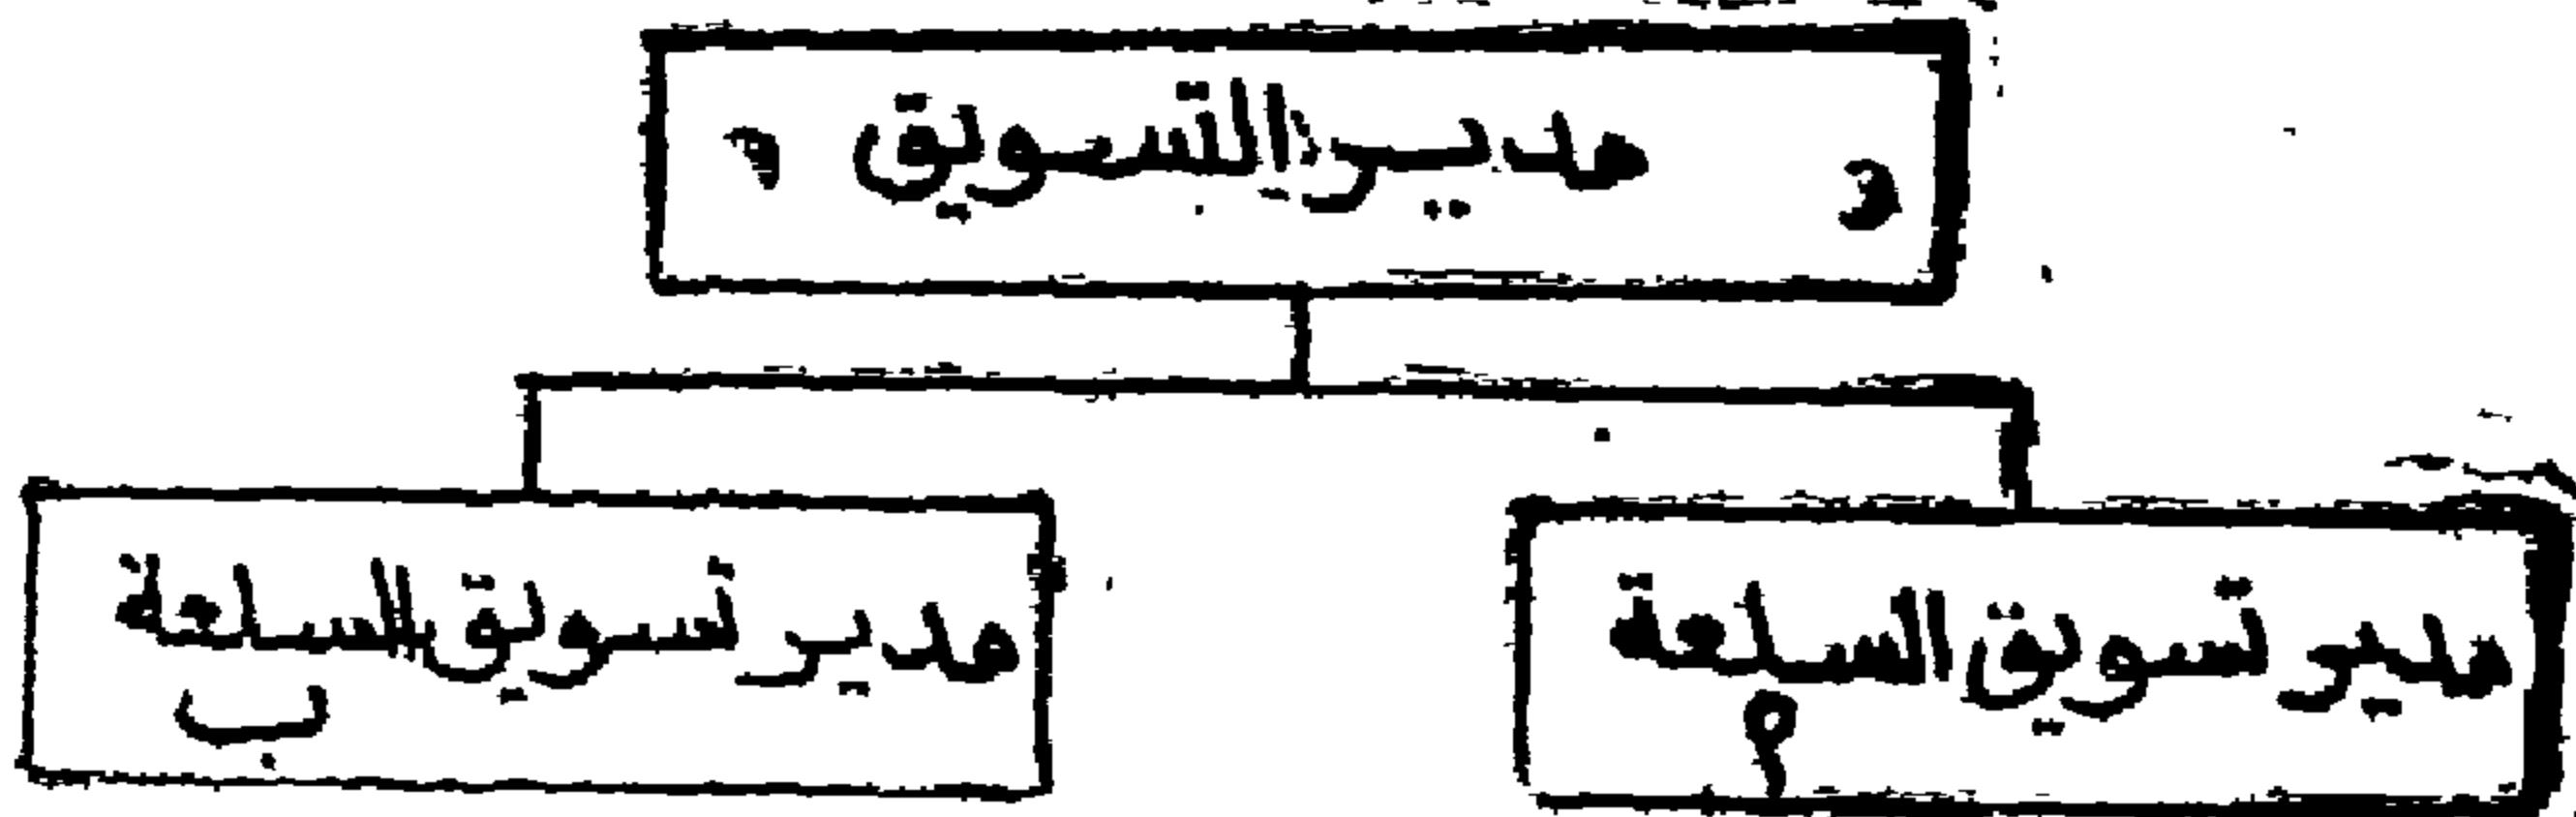 مدير التسويق
مدير تسويق السلعة
م
مدير تسويق السلعة
ب